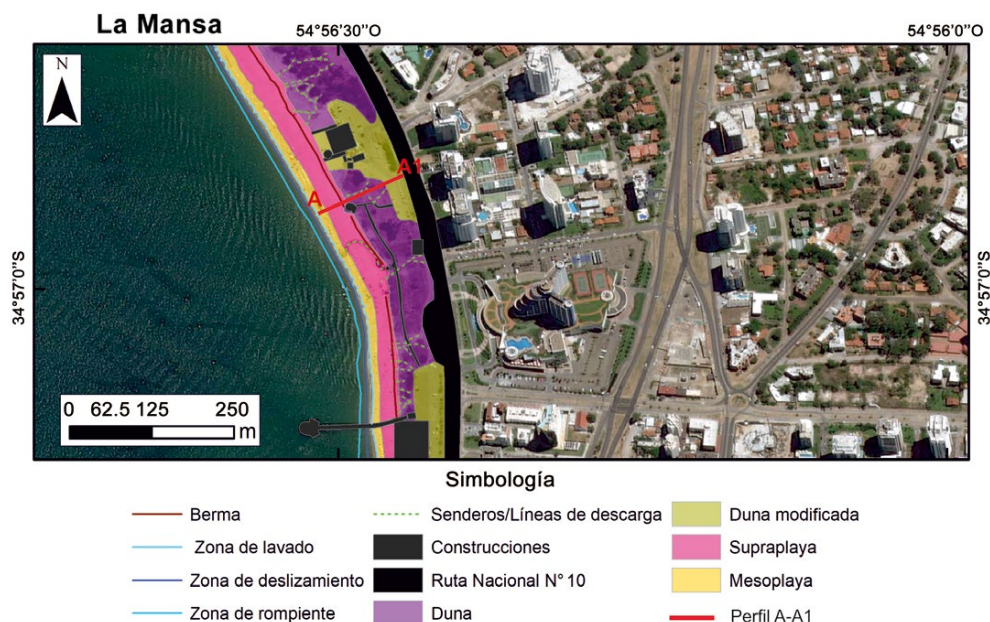 La Mansa
54°56'30''O
54°56'0''O
N
A1
A
34°57'0''S
34°57'0''S
0 62.5 125 250
m
Simbología
Berma
Zona de lavado
Zona de deslizamiento
Zona de rompiente
Senderos/Líneas de descarga
Construcciones
Ruta Nacional N° 10
Duna
Duna modificada
Supraplaya
Mesoplaya
Perfil A-A1